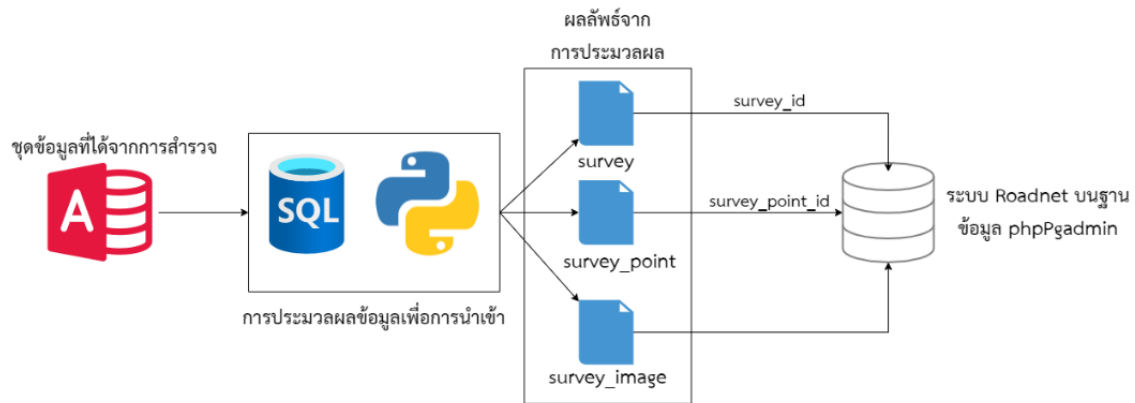 ผลลัพธ์จาก
การประมวลผล
survey_id
ชุดข้อมูลที่ได้จากการสำรวจ
A
SQL
survey
survey_point_id
ระบบ Roadnet บนฐาน
ข้อมูล phpPgadmin
survey_point
การประมวลผลข้อมูลเพื่อการนำเข้า
survey_image